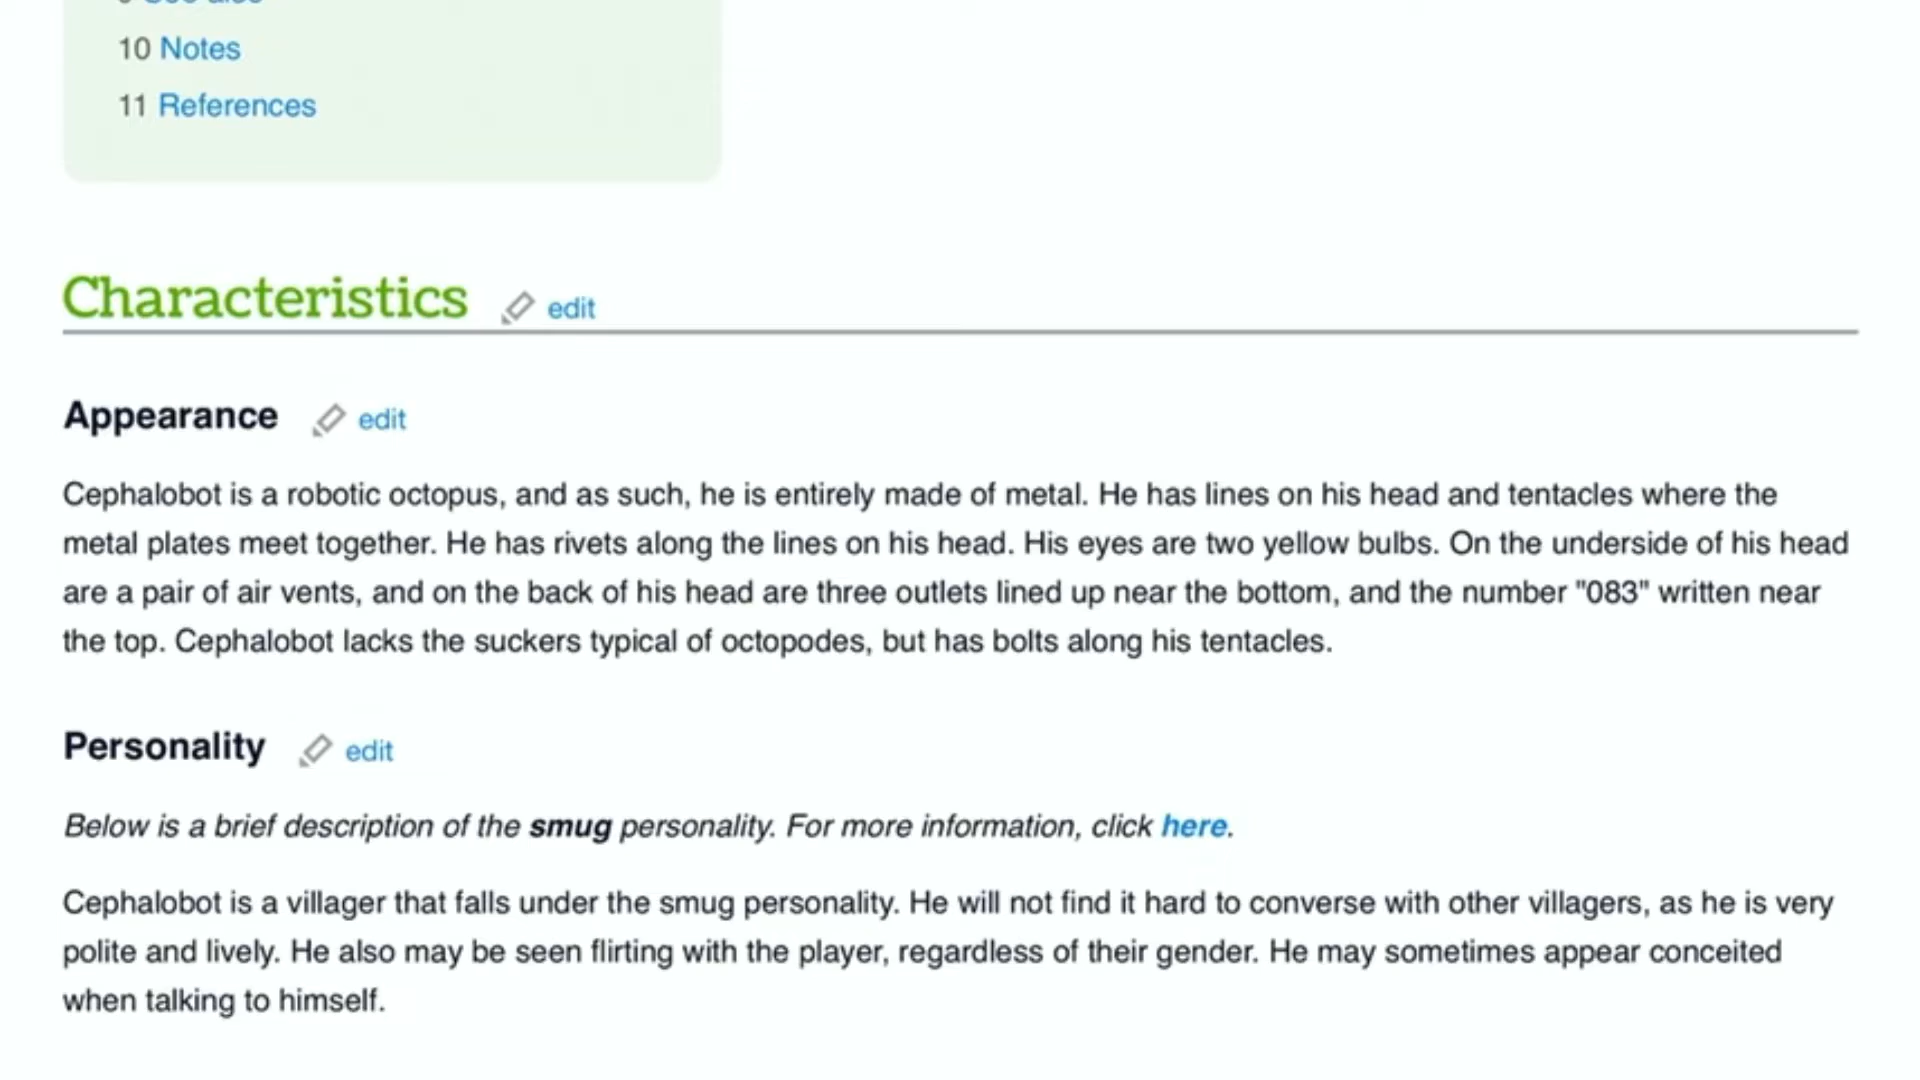 10 Notes
11 References
Characteristics edit
Appearance edit
Cephalobot is a robotic octopus, and as such, he is entirely made of metal. He has lines on his head and tentacles where the
metal plates meet together. He has rivets along the lines on his head. His eyes are two yellow bulbs. On the underside of his head
are a pair of air vents, and on the back of his head are three outlets lined up near the bottom, and the number "083" written near
the top. Cephalobot lacks the suckers typical of octopodes, but has bolts along his tentacles.
Personality edit
Below is a brief description of the smug personality. For more information, click here.
Cephalobot is a villager that falls under the smug personality. He will not find it hard to converse with other villagers, as he is very
polite and lively. He also may be seen flirting with the player, regardless of their gender. He may sometimes appear conceited
when talking to himself.